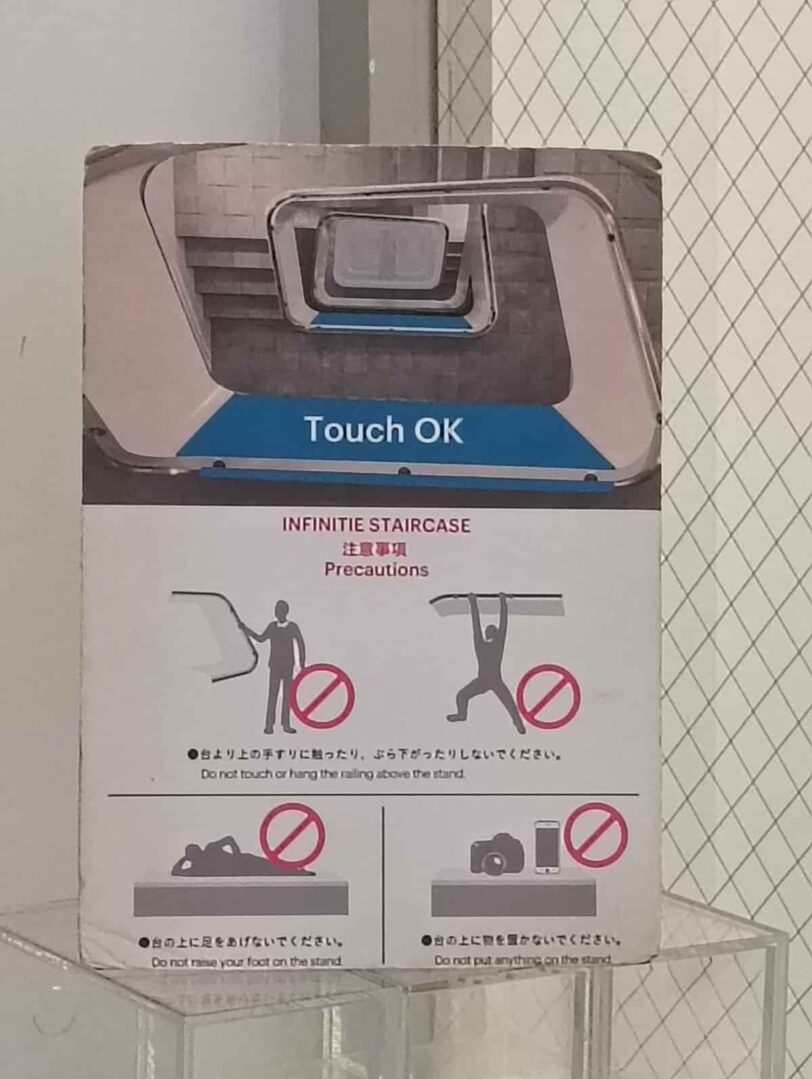 Touch OK
INFINITIE STAIRCASE
注意事項
Precautions
●台より上の手すりに触ったり、ぶら下がったりしないでください。
Do not touch or hang the railing above the stand.
●台の上に足をあげないでください。
Do not raise your foot on the stand.
●台の上に物を置かないでください。
Do not put anything on the stand.